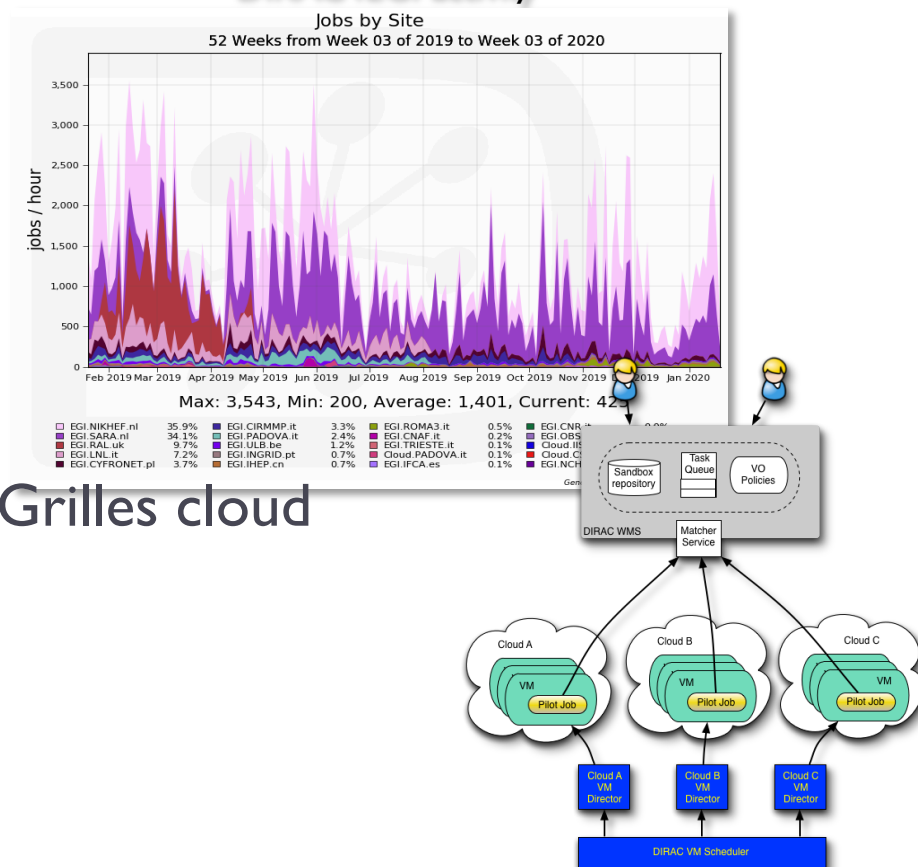 Jobs by Site
52 Weeks from Week 03 of 2019 to Week 03 of 2020
jobs / hour
3,500
3,000
2,500
2,000
1,500
1,000
500
0
Feb 2019 Mar 2019 Apr 2019 May 2019 Jun 2019 Jul 2019 Aug 2019 Sep 2019 Oct 2019 Nov 2019 2019 Jan 2020
Max: 3,543, Min: 200, Average: 1,401, Current:
EGI.NIKHEF.nl 35.9% EGI.CIRMMP.it 3.3% EGI.ROMA3.it 0.5%
EGI.SARA.nl 34.1% EGI.PADOVA.it 2.4% EGI.CNAF.it 0.2%
EGI.RAL.uk 9.7% EGI.ULB.be 1.2% EGI.TRIESTE.it 0.1%
EGI.LNL.it 7.2% EGI.INGRID.pt 0.7% Cloud.PADOVA.it 0.1%
EGI.CYFRONET.pl 3.7% EGI.IHEP.cn 0.7% EGI.IFCA.es 0.1%
Grilles cloud
Sandbox
repository
Task
Queue
VO
Policies
DIRAC WMS
Matcher
Service
Cloud A
VM
Pilot Job
Cloud B
VM
Pilot Job
Cloud C
VM
Pilot Job
Cloud A
VM
Director
Cloud B
VM
Director
Cloud C
VM
Director
DIRAC VM Scheduler